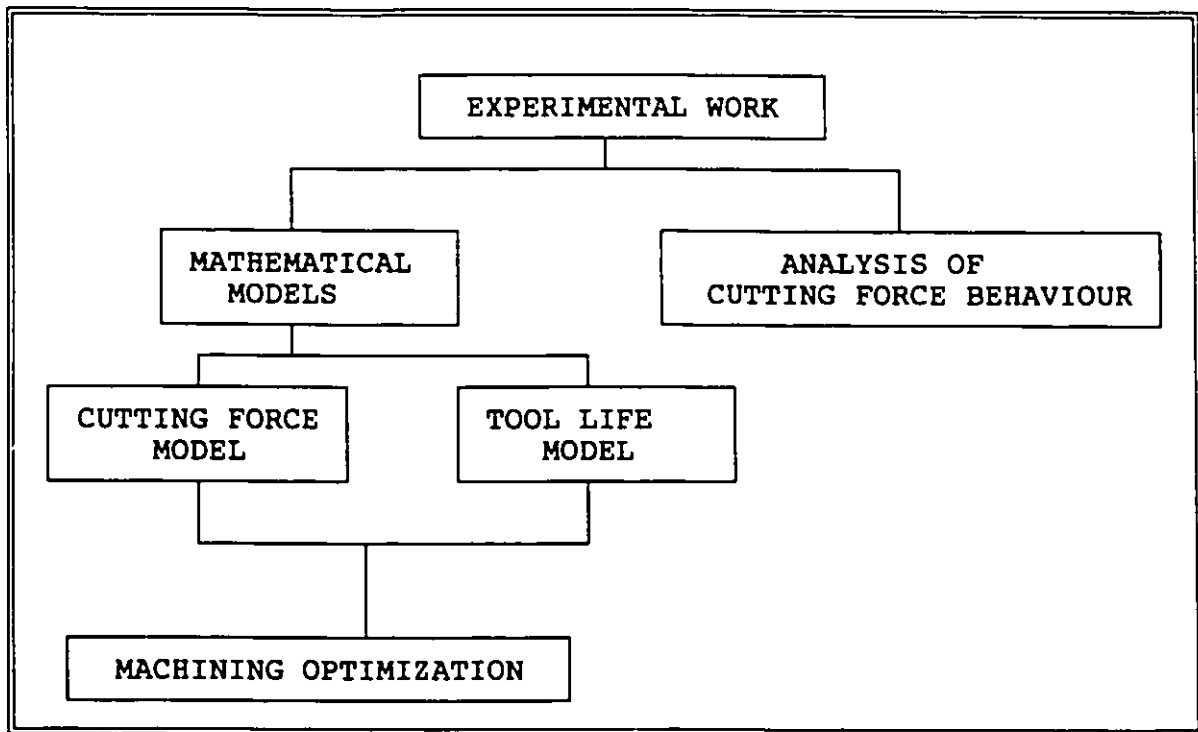 EXPERIMENTAL WORK
MATHEMATICAL
MODELS
ANALYSIS OF
CUTTING FORCE BEHAVIOUR
CUTTING FORCE
MODEL
TOOL LIFE
MODEL
MACHINING OPTIMIZATION